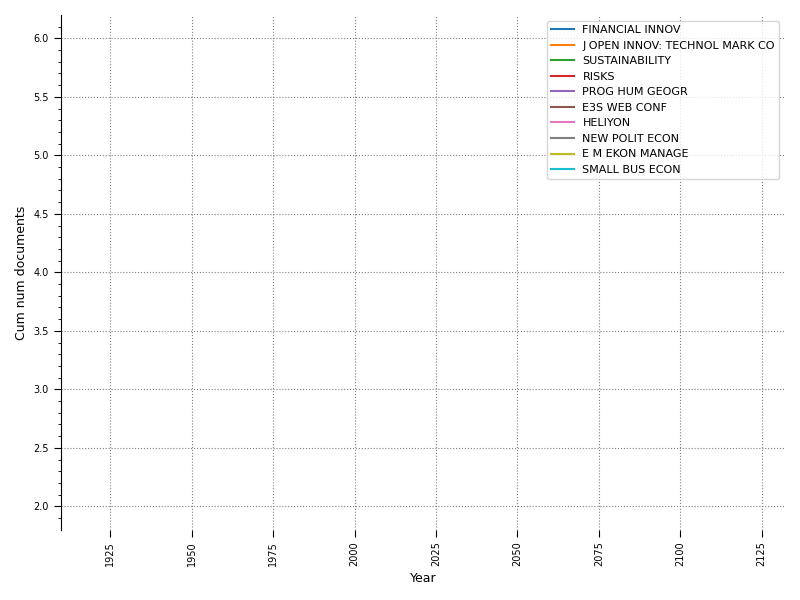 FINANCIAL INNOV
J OPEN INNOV: TECHNOL MARK CO
SUSTAINABILITY
RISKS
PROG HUM GEOGR
E3S WEB CONF
HELIYON
NEW POLIT ECON
E M EKON MANAGE
SMALL BUS ECON
Cum num documents
6.0
5.5
5.0
4.5
4.0
3.5
3.0
2.5
2.0
1925
1950
1975
2000
2025
2050
2075
2100
2125
Year